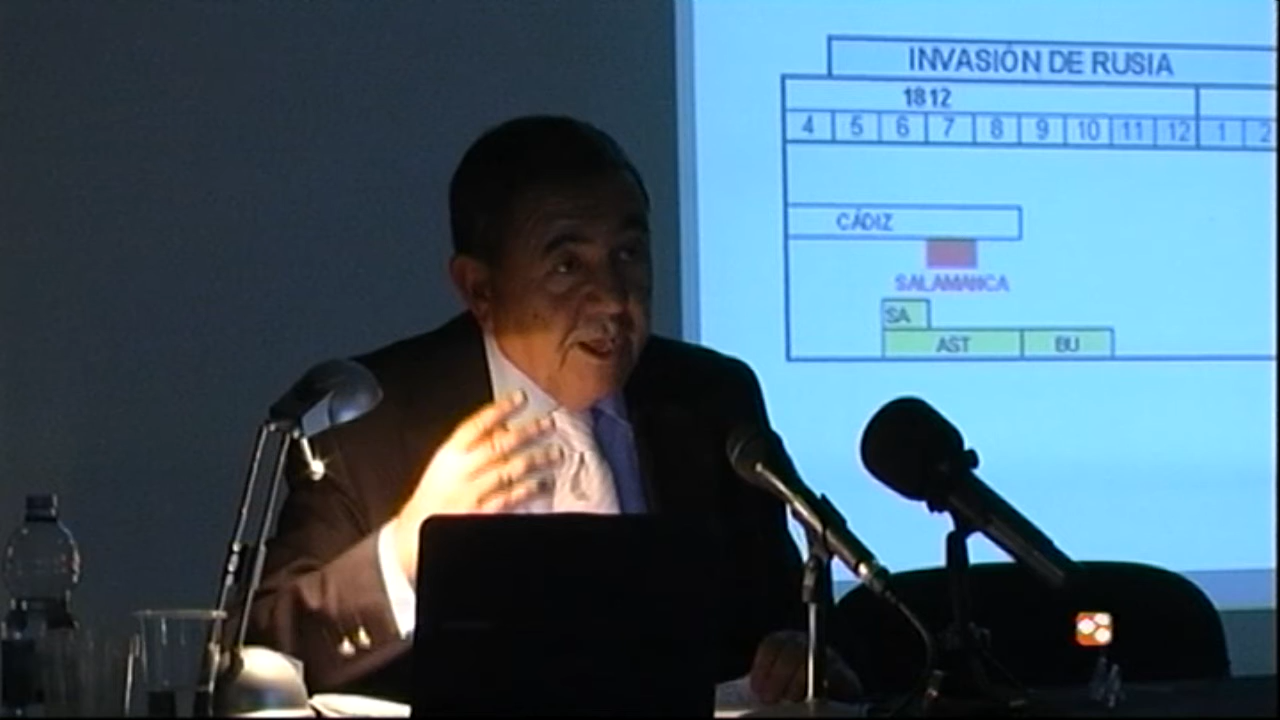 INVASIÓN DE RUSIA
1812
4 5 6 7 8 9 10 11 12 1 2
CÁDIZ
SALAMANCA
SA
AST BU